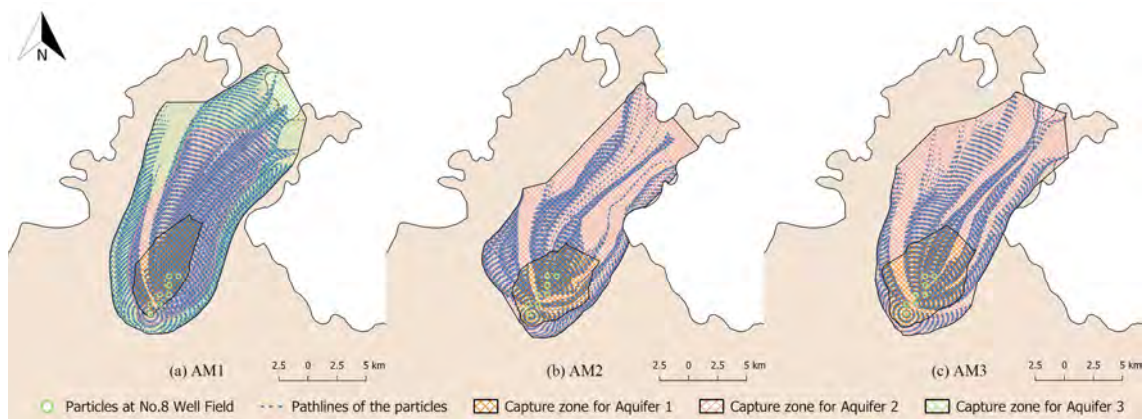 N
(a) AM1
2.5 0 2.5 5 km
(b) AM2
2.5 0 2.5 5 km
(c) AM3
2.5 0 2.5 5 km
Particles at No.8 Well Field Pathlines of the particles Capture zone for Aquifer 1 Capture zone for Aquifer 2 Capture zone for Aquifer 3